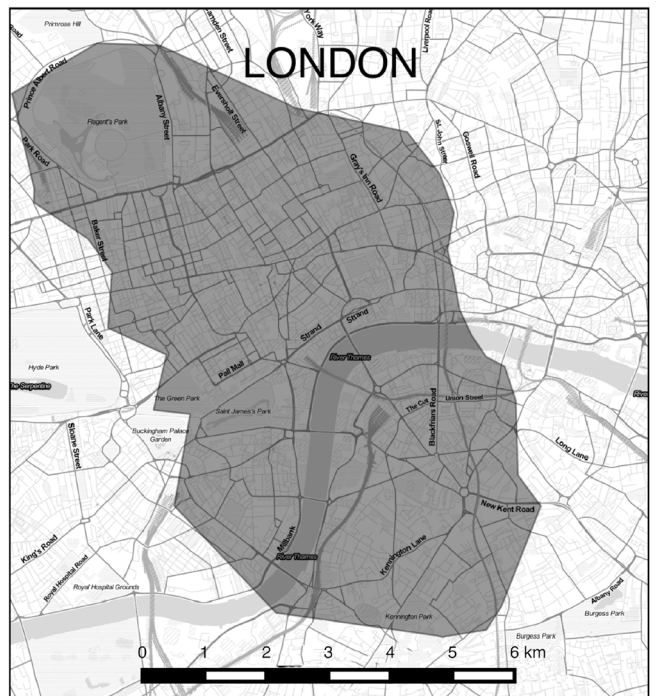 Primrose Hill
Camden Street
York Way
Liverpool Road
Road
LONDON
Prince Albert Road
Albany Street
Eversholt Street
Regent's Park
St. John Street
Goswell Road
Park Road
Gray's Inn Road
Baker Street
Park Lane
Strand
Strand
River Thames
Hyde Park
Pall Mall
The Serpentine
The Green Park
Saint James's Park
The Cut
Union Street
Blackfriars Road
River
Buckingham Palace
Garden
Sloane Street
Long Lane
New Kent Road
King's Road
Millbank
Kennington Lane
River Thames
Royal Hospital Road
Royal Hospital Grounds
Albany Road
Kennington Park
Burgess Park
Burgess Park
0 1 2 3 4 5 6 km